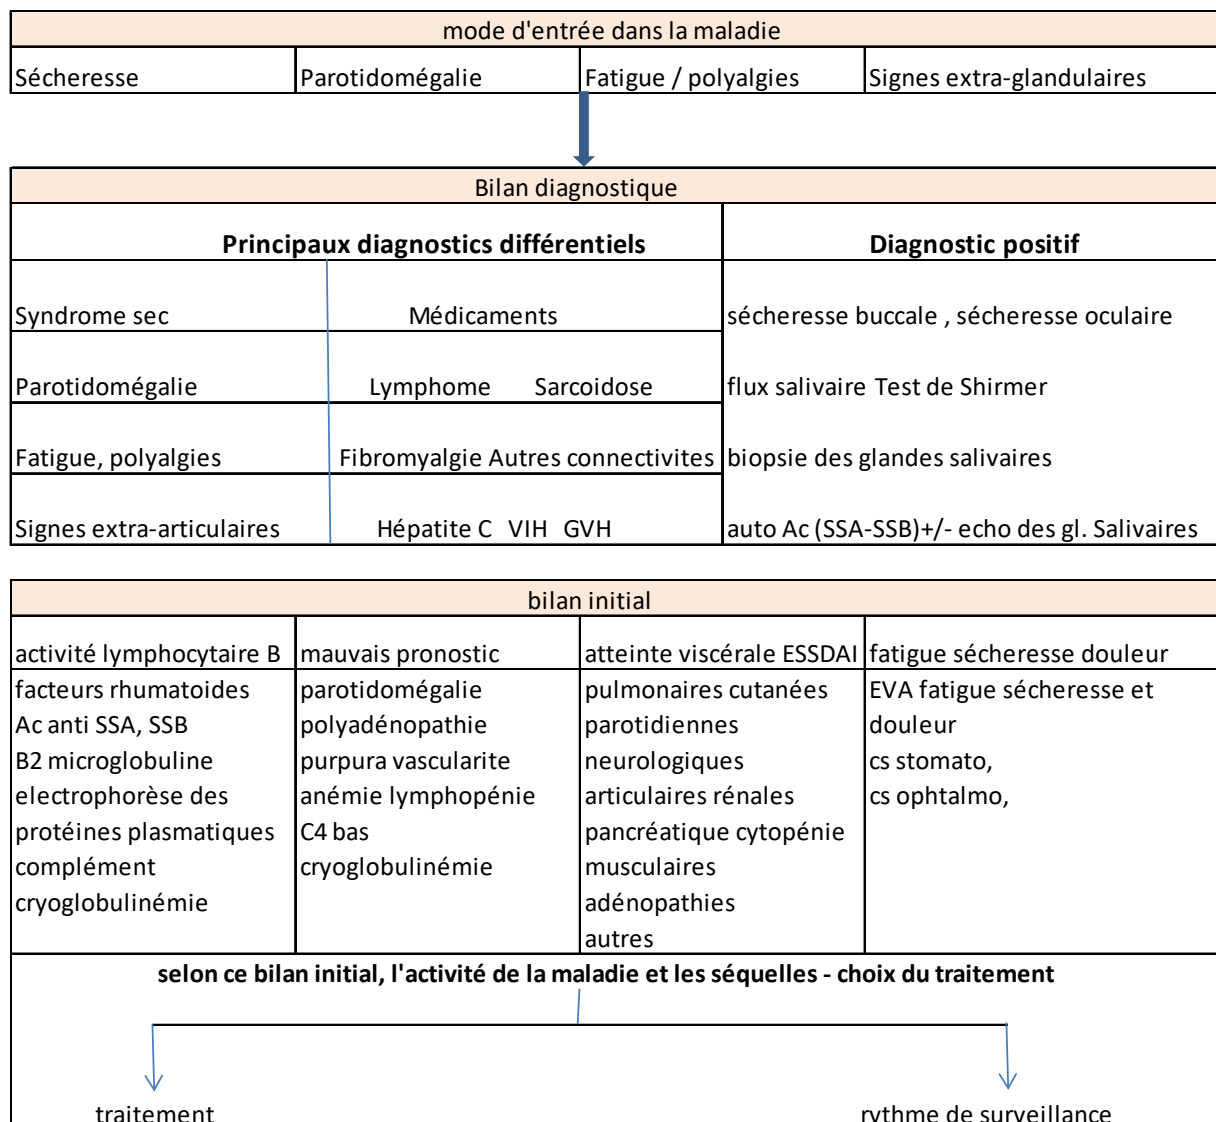 mode d'entrée dans la maladie
Sécheresse Parotidomégalie Fatigue / polyalgies Signes extra-glandulaires
Bilan diagnostique
Principaux diagnostics différentiels Diagnostic positif
Syndrome sec Médicaments sécheresse buccale , sécheresse oculaire
Parotidomégalie Lymphome Sarcoidose flux salivaire Test de Shirmer
Fatigue, polyalgies Fibromyalgie Autres connectivites biopsie des glandes salivaires
Signes extra-articulaires Hépatite C VIH GVH auto Ac (SSA-SSB)+/- echo des gl. Salivaires
bilan initial
activité lymphocytaire B mauvais pronostic atteinte viscérale ESSDAI fatigue sécheresse douleur
facteurs rhumatoides parotidomégalie pulmonaires cutanées EVA fatigue sécheresse et
Ac anti SSA, SSB polyadénopathie parotidiennes douleur
B2 microglobuline purpura vascularite neurologiques cs stomato,
electrophorèse des anémie lymphopénie articulaires rénales cs ophtalmo,
protéines plasmatiques C4 bas pancréatique cytopénie
complément cryoglobulinémie musculaires
cryoglobulinémie adénopathies
autres
selon ce bilan initial, l'activité de la maladie et les séquelles - choix du traitement
traitement rythme de surveillance